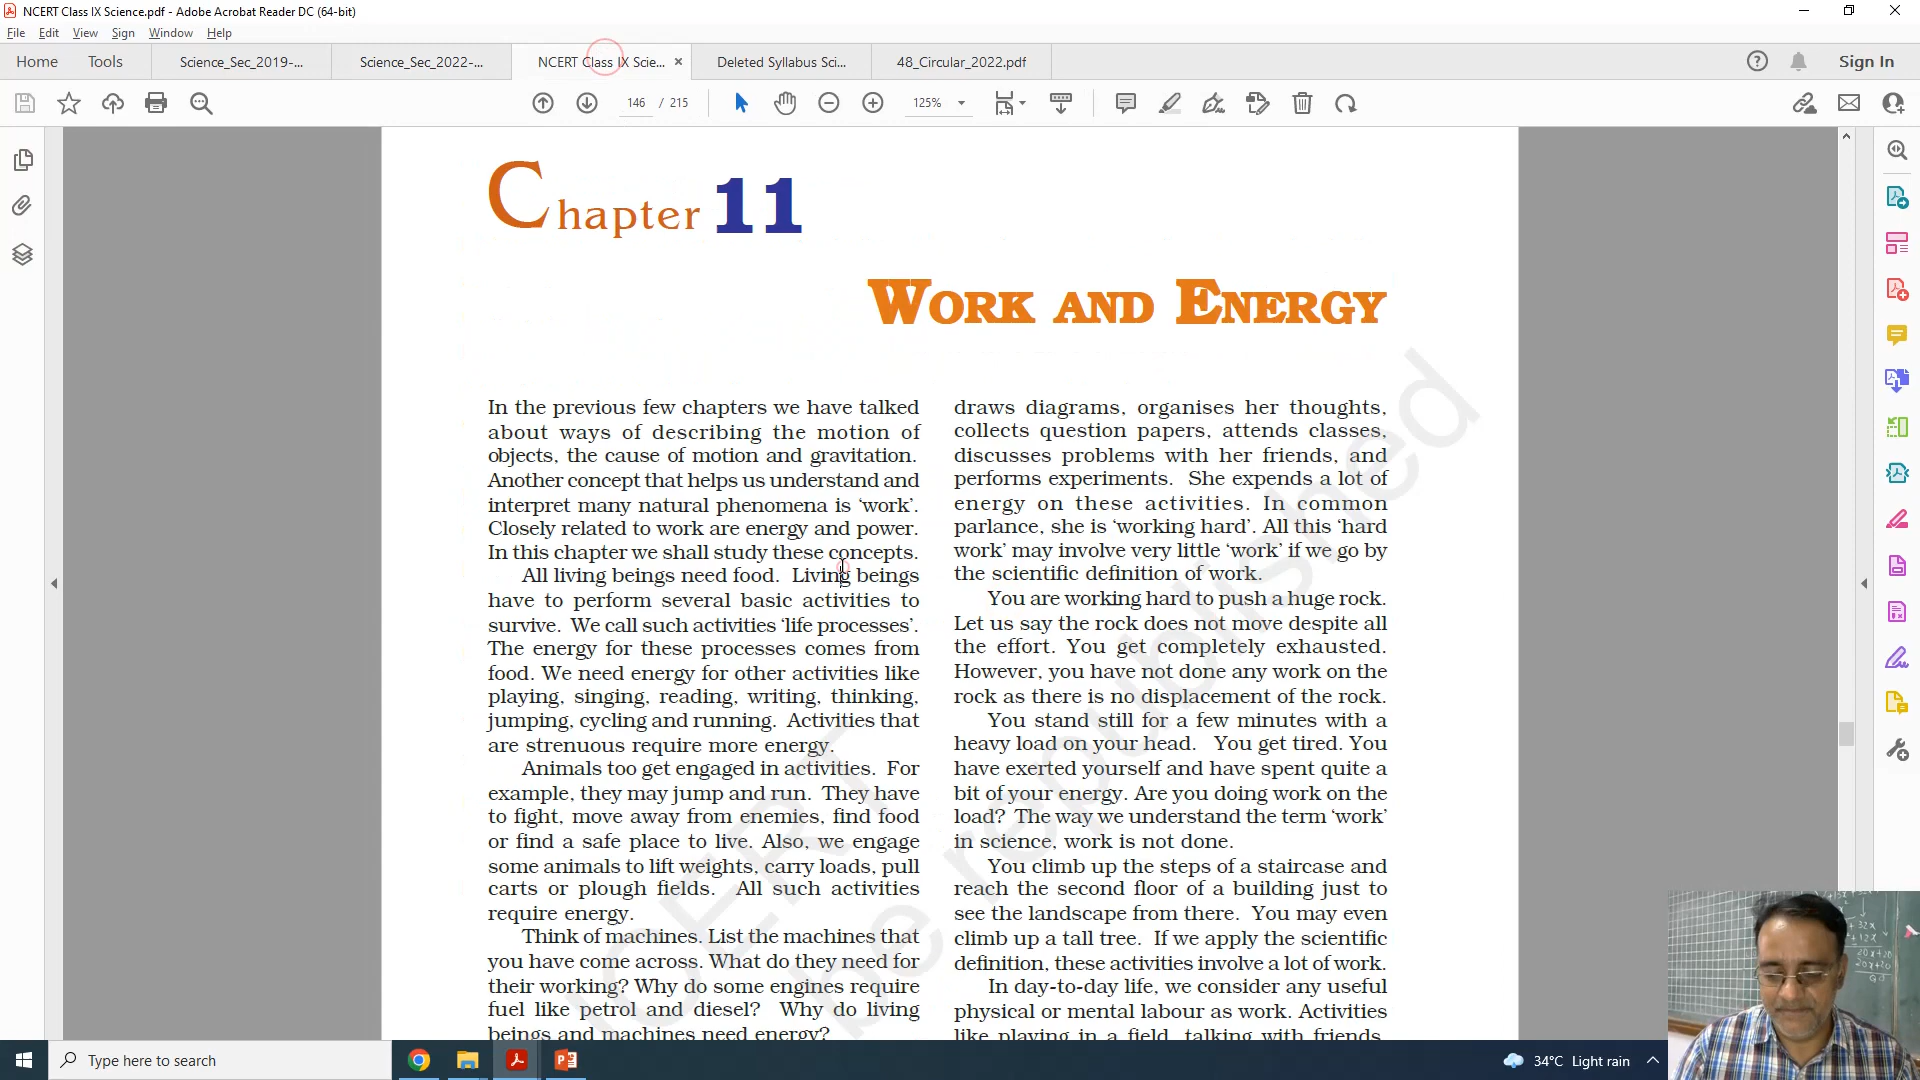 NCERT Class IX Science.pdf - Adobe Acrobat Reader DC (64-bit)
File Edit View Sign Window Help
Home Tools Science_Sec_2019-... Science_Sec_2022-... NCERT Class IX Scie... × Deleted Syllabus Sci... 48_Circular_2022.pdf Sign In
146 / 215 125%
Chapter 11
WORK AND ENERGY
In the previous few chapters we have talked
about ways of describing the motion of
objects, the cause of motion and gravitation.
Another concept that helps us understand and
interpret many natural phenomena is ‘work’.
Closely related to work are energy and power.
In this chapter we shall study these concepts.
All living beings need food. Living beings
have to perform several basic activities to
survive. We call such activities ‘life processes’.
The energy for these processes comes from
food. We need energy for other activities like
playing, singing, reading, writing, thinking,
jumping, cycling and running. Activities that
are strenuous require more energy.
Animals too get engaged in activities. For
example, they may jump and run. They have
to fight, move away from enemies, find food
or find a safe place to live. Also, we engage
some animals to lift weights, carry loads, pull
carts or plough fields. All such activities
require energy.
Think of machines. List the machines that
you have come across. What do they need for
their working? Why do some engines require
fuel like petrol and diesel? Why do living
beings and machines need energy?
draws diagrams, organises her thoughts,
collects question papers, attends classes,
discusses problems with her friends, and
performs experiments. She expends a lot of
energy on these activities. In common
parlance, she is ‘working hard’. All this ‘hard
work’ may involve very little ‘work’ if we go by
the scientific definition of work.
You are working hard to push a huge rock.
Let us say the rock does not move despite all
the effort. You get completely exhausted.
However, you have not done any work on the
rock as there is no displacement of the rock.
You stand still for a few minutes with a
heavy load on your head. You get tired. You
have exerted yourself and have spent quite a
bit of your energy. Are you doing work on the
load? The way we understand the term ‘work’
in science, work is not done.
You climb up the steps of a staircase and
reach the second floor of a building just to
see the landscape from there. You may even
climb up a tall tree. If we apply the scientific
definition, these activities involve a lot of work.
In day-to-day life, we consider any useful
physical or mental labour as work. Activities
like playing in a field, talking with friends,
be republished
Type here to search
34°C Light rain